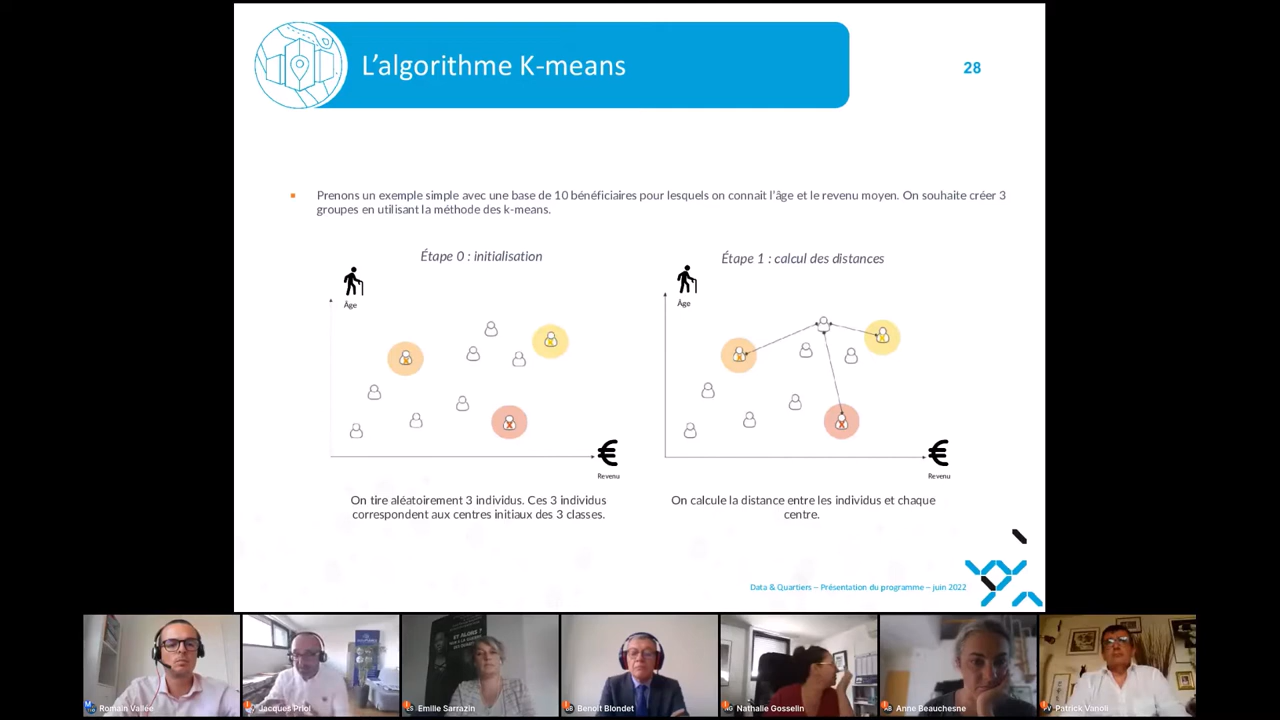 L'algorithme K-means
28
Prenons un exemple simple avec une base de 10 bénéficiaires pour lesquels on connait l'âge et le revenu moyen. On souhaite créer 3
groupes en utilisant la méthode des k-means.
Étape 0 : initialisation
Âge
€
Revenu
On tire aléatoirement 3 individus. Ces 3 individus
correspondent aux centres initiaux des 3 classes.
Étape 1 : calcul des distances
Âge
€
Revenu
On calcule la distance entre les individus et chaque
centre.
Data & Quartiers – Présentation du programme – juin 2022
ET ALORS ?
Romain Vallée
Jacques Priol
Emilie Sarrazin
Benoit Blondet
Nathalie Gosselin
Anne Beauchesne
Patrick Vanoli